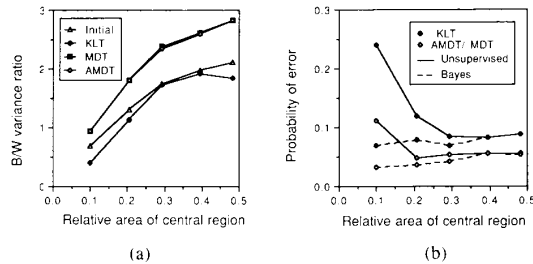 B/W variance ratio
3
2
1
0
Initial
KLT
MDT
AMDT
0.0 0.1 0.2 0.3 0.4 0.5
Relative area of central region
(a)
Probability of error
0.3
0.2
0.1
0.0
KLT
AMDT/ MDT
Unsupervised
Bayes
0.0 0.1 0.2 0.3 0.4 0.5
Relative area of central region
(b)